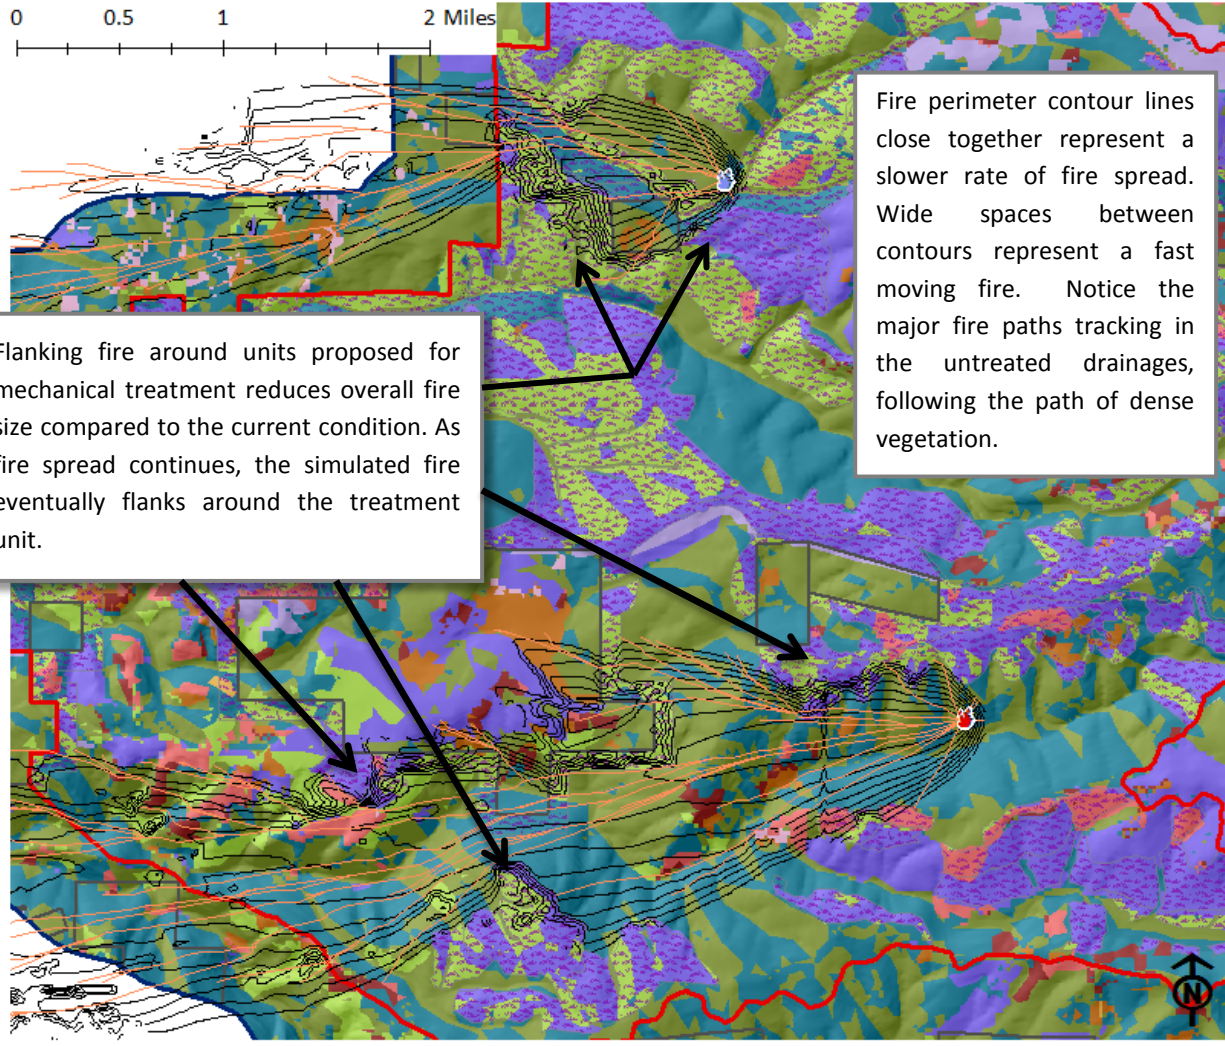 0 0.5 1 2 Miles
Fire perimeter contour lines
close together represent a
slower rate of fire spread.
Wide spaces between
contours represent a fast
moving fire. Notice the
major fire paths tracking in
the untreated drainages,
following the path of dense
vegetation.
Flanking fire around units proposed for
mechanical treatment reduces overall fire
size compared to the current condition. As
fire spread continues, the simulated fire
eventually flanks around the treatment
unit.
N